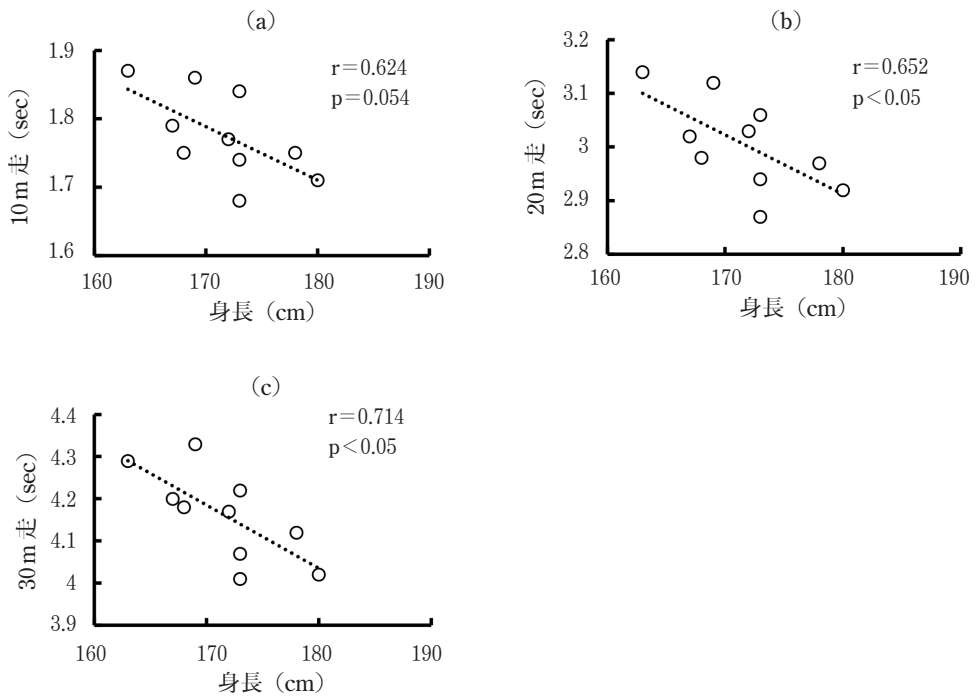 (a)
1.9
1.8
1.7
1.6
10m走（sec）
r＝0.624
p＝0.054
160
170
180
190
身長（cm）
(b)
3.2
3.1
3
2.9
2.8
20m走（sec）
r＝0.652
p＜0.05
160
170
180
190
身長（cm）
(c)
4.4
4.3
4.2
4.1
4
3.9
30m走（sec）
r＝0.714
p＜0.05
160
170
180
190
身長（cm）